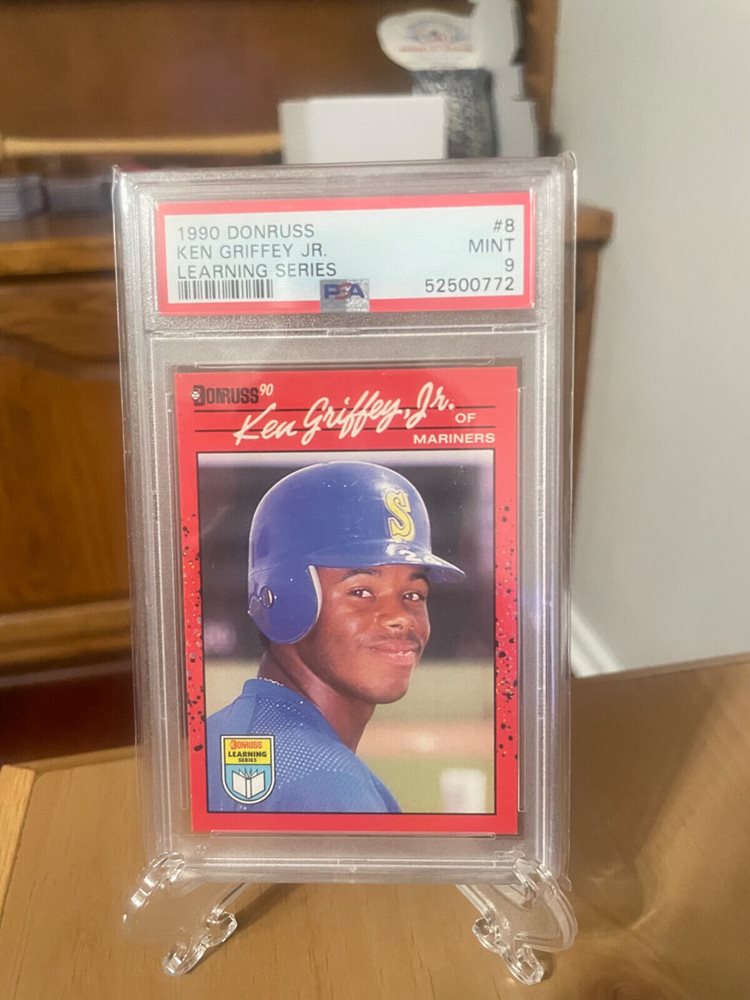 1990 DONRUSS #8
KEN GRIFFEY JR. MINT
LEARNING SERIES 9
PSA 52500772
DONRUSS 90
Ken Griffey, Jr. OF
MARINERS
S
DONRUSS
LEARNING
SERIES